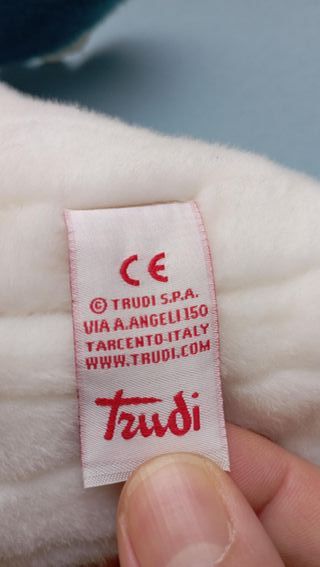 CE
© TRUDI S.P.A.
VIA A.ANGELI 150
TARCENTO-ITALY
WWW.TRUDI.COM
Trudi